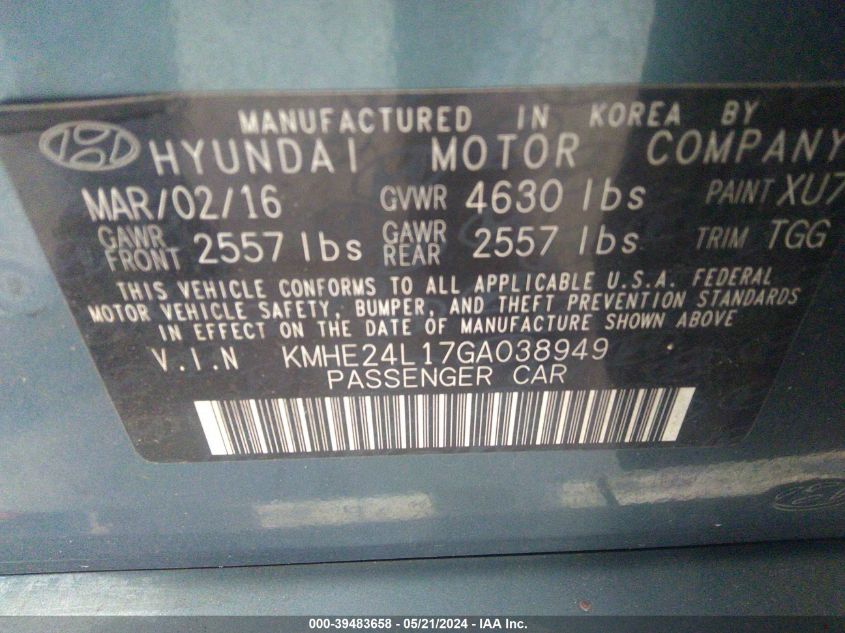 MANUFACTURED IN KOREA BY
HYUNDAI MOTOR COMPANY
MAR/02/16 GVWR 4630 lbs PAINT XU7
GAWR FRONT 2557 lbs GAWR REAR 2557 lbs TRIM TGG
THIS VEHICLE CONFORMS TO ALL APPLICABLE U.S.A. FEDERAL
MOTOR VEHICLE SAFETY, BUMPER, AND THEFT PREVENTION STANDARDS
IN EFFECT ON THE DATE OF MANUFACTURE SHOWN ABOVE
V.I.N KMHE24L17GA038949
PASSENGER CAR
000-39483658 - 05/21/2024 - IAA Inc.